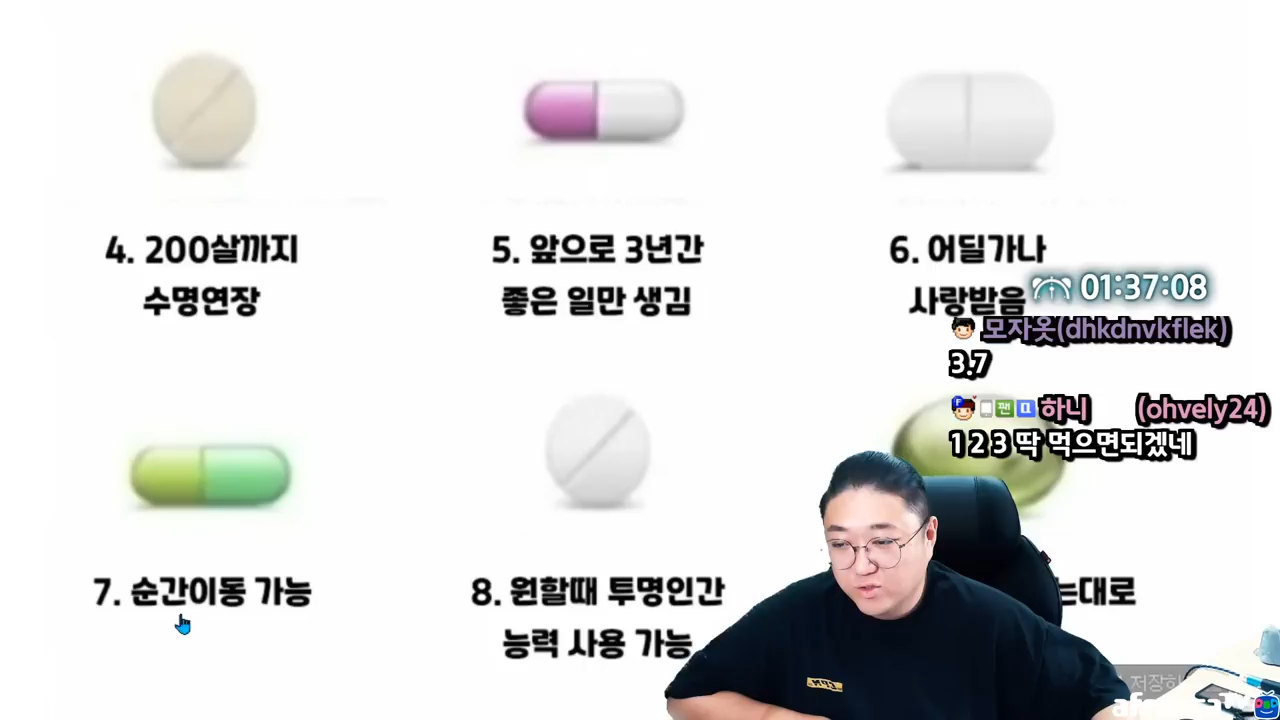 4. 200살까지
수명연장
5. 앞으로 3년간
좋은 일만 생김
6. 어딜가나
사랑받음
01:37:08
모자옷(dhkdnvkflek)
3.7
하니 (ohvely24)
1 2 3 딱 먹으면되겠네
7. 순간이동 가능
8. 원할때 투명인간
능력 사용 가능
는대로